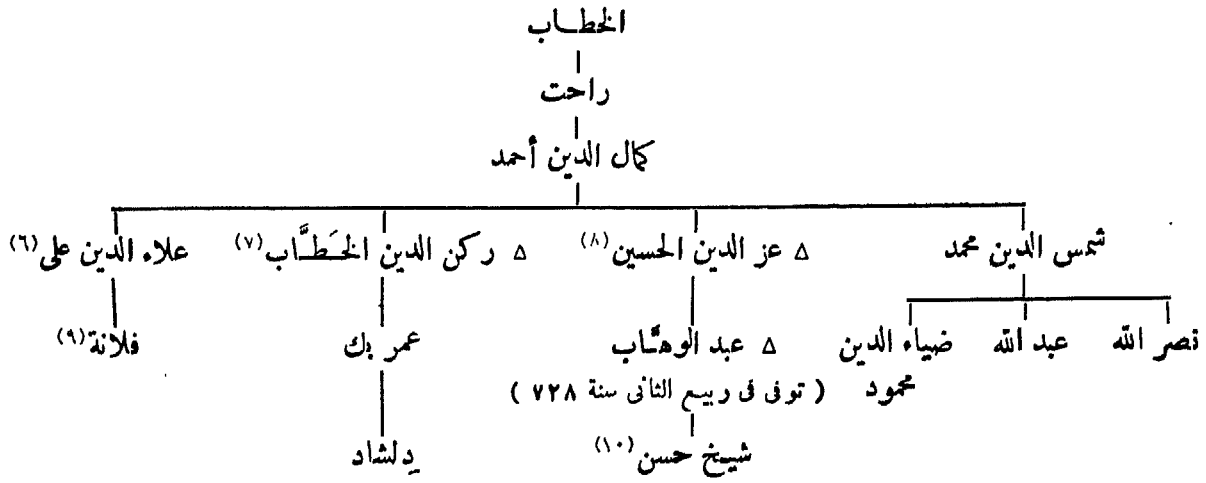 الخطاب
راحت
كمال الدين أحمد
شمس الدين محمد △ عز الدين الحسين (٨) △ ركن الدين الخَطَّاب (٧) علاء الدين على (٦)
نصر الله عبد الله ضياء الدين △ عبد الوهَّاب عمر بك فلانة (٩)
محمود ( توفى فى ربيع الثانى سنة ٧٢٨ )
شيخ حسن (١٠) دِلشاد